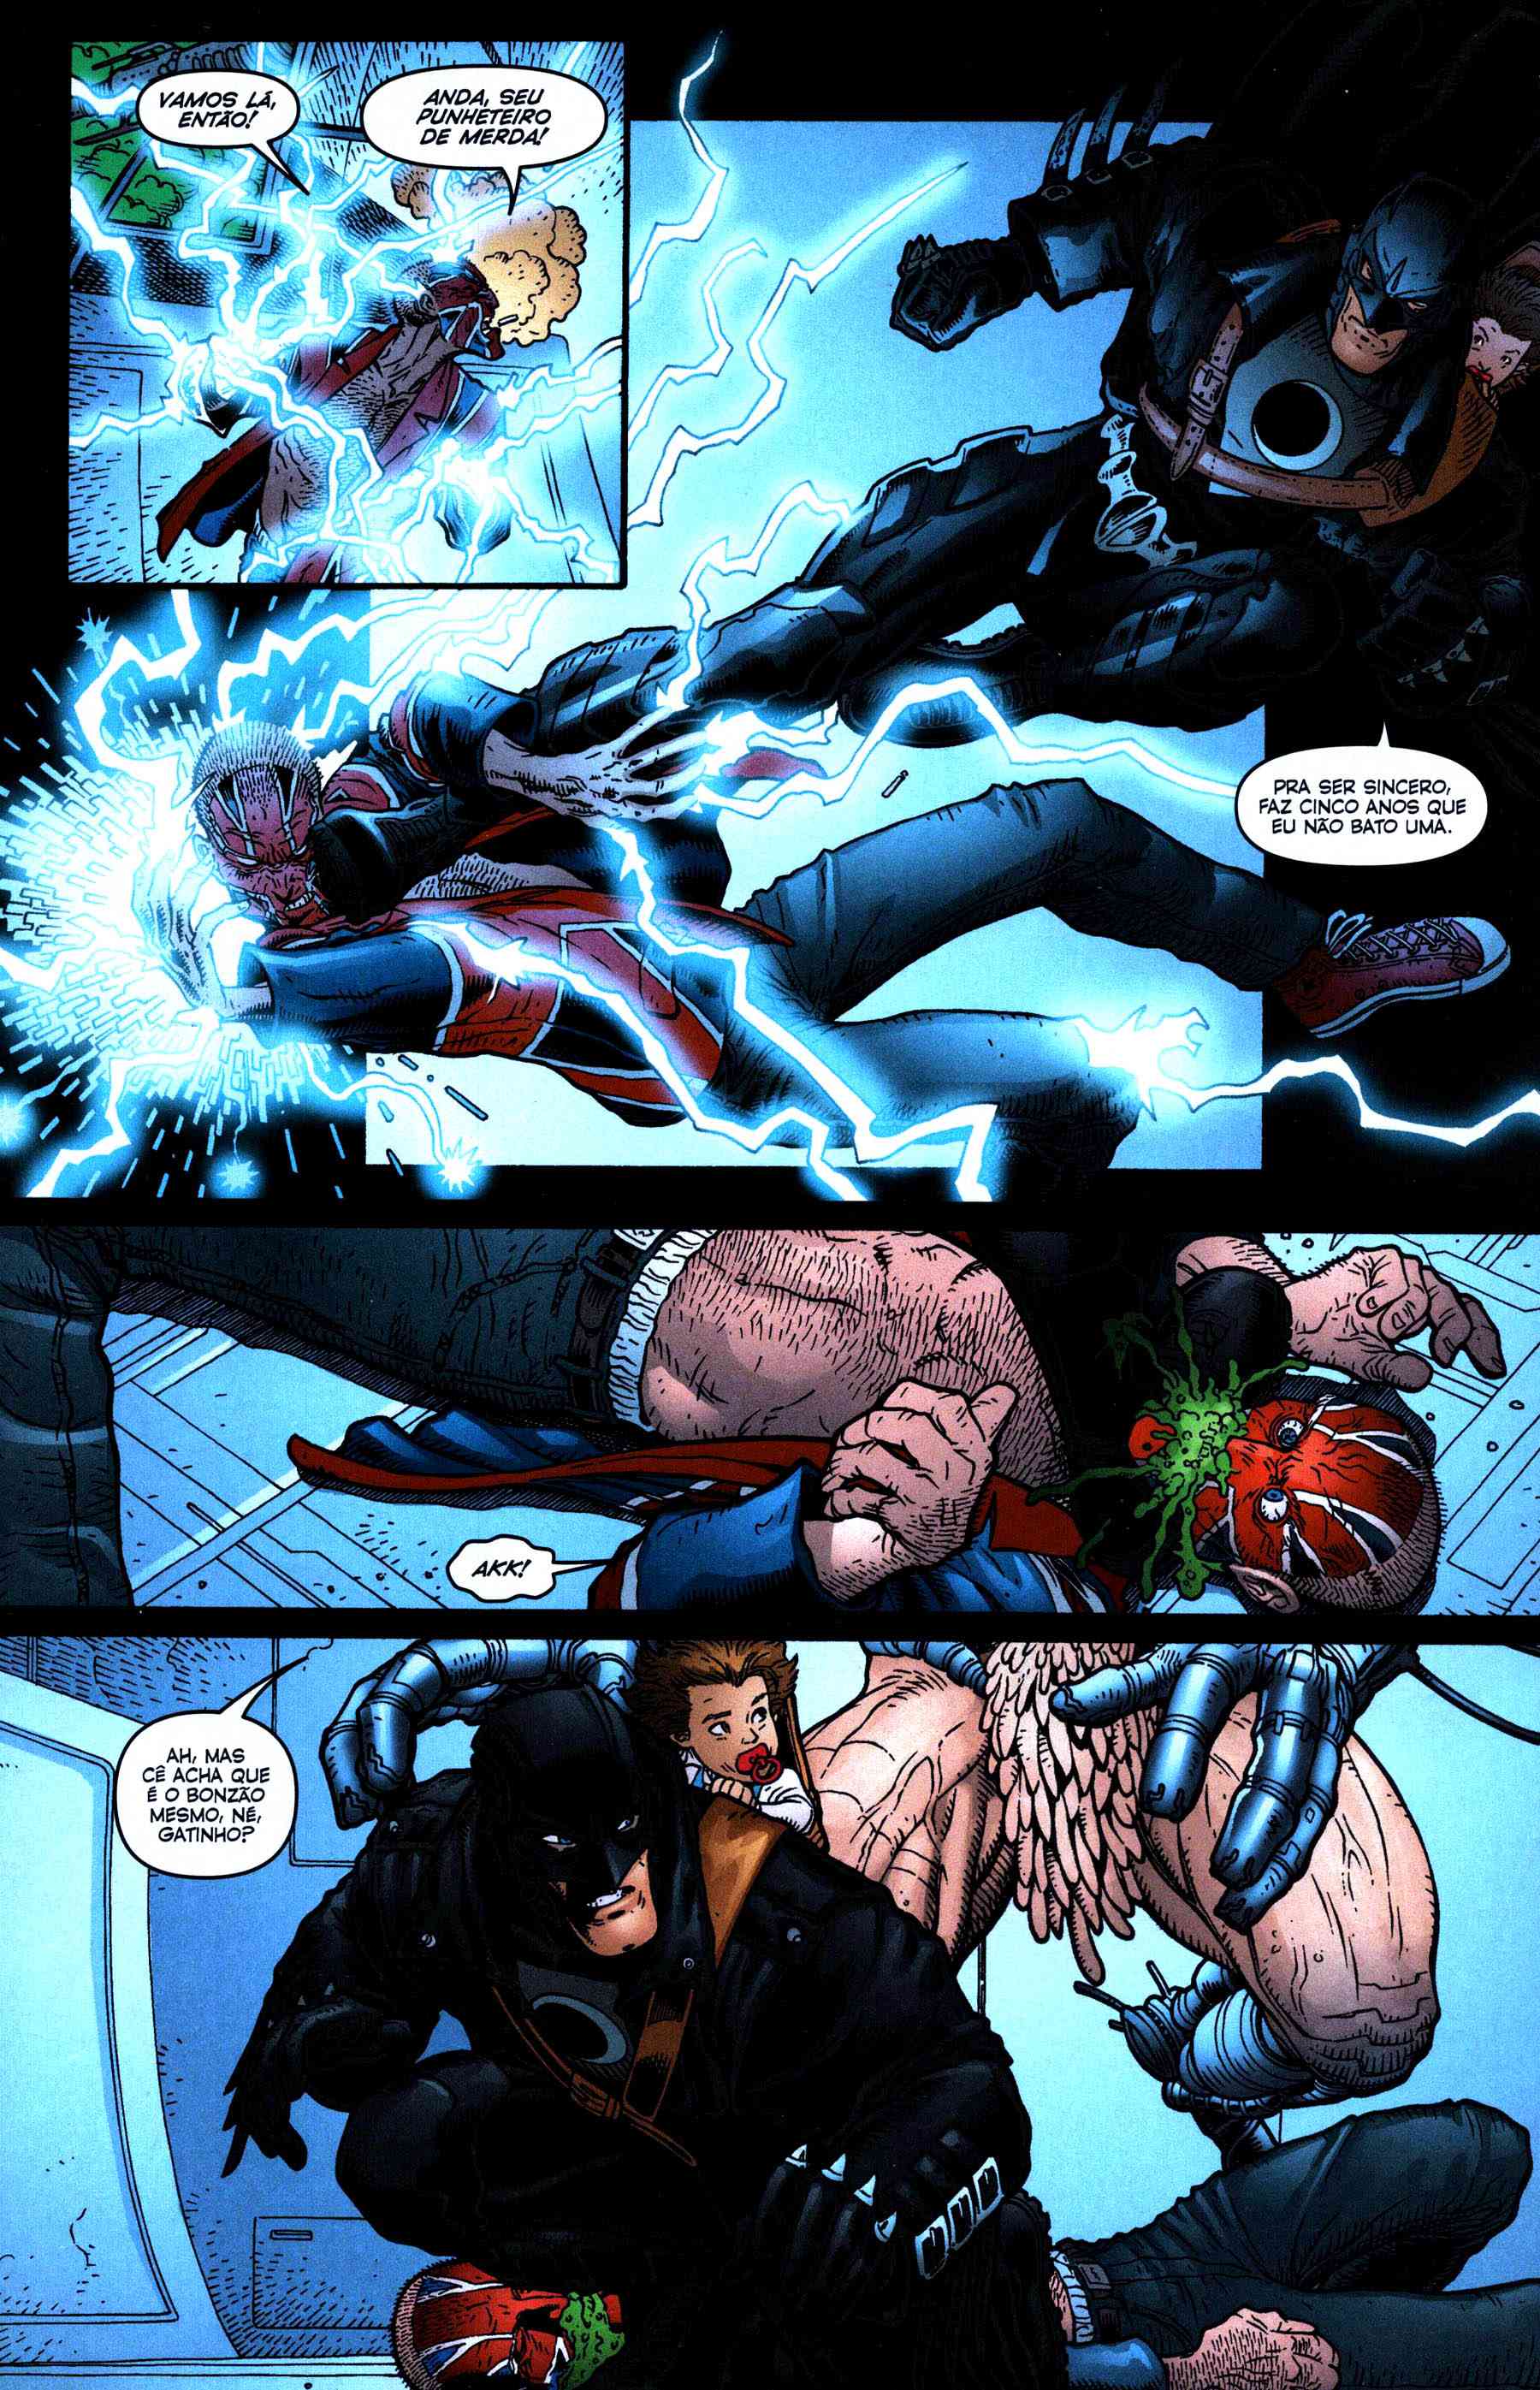 VAMOS LÁ,
ENTÃO!
ANDA, SEU
PUNHETEIRO
DE MERDA!
PRA SER SINCERO,
FAZ CINCO ANOS QUE
EU NÃO BATO UMA.
AKK!
AH, MAS
CÊ ACHA QUE
É O BONZÃO
MESMO, NÉ,
GATINHO?